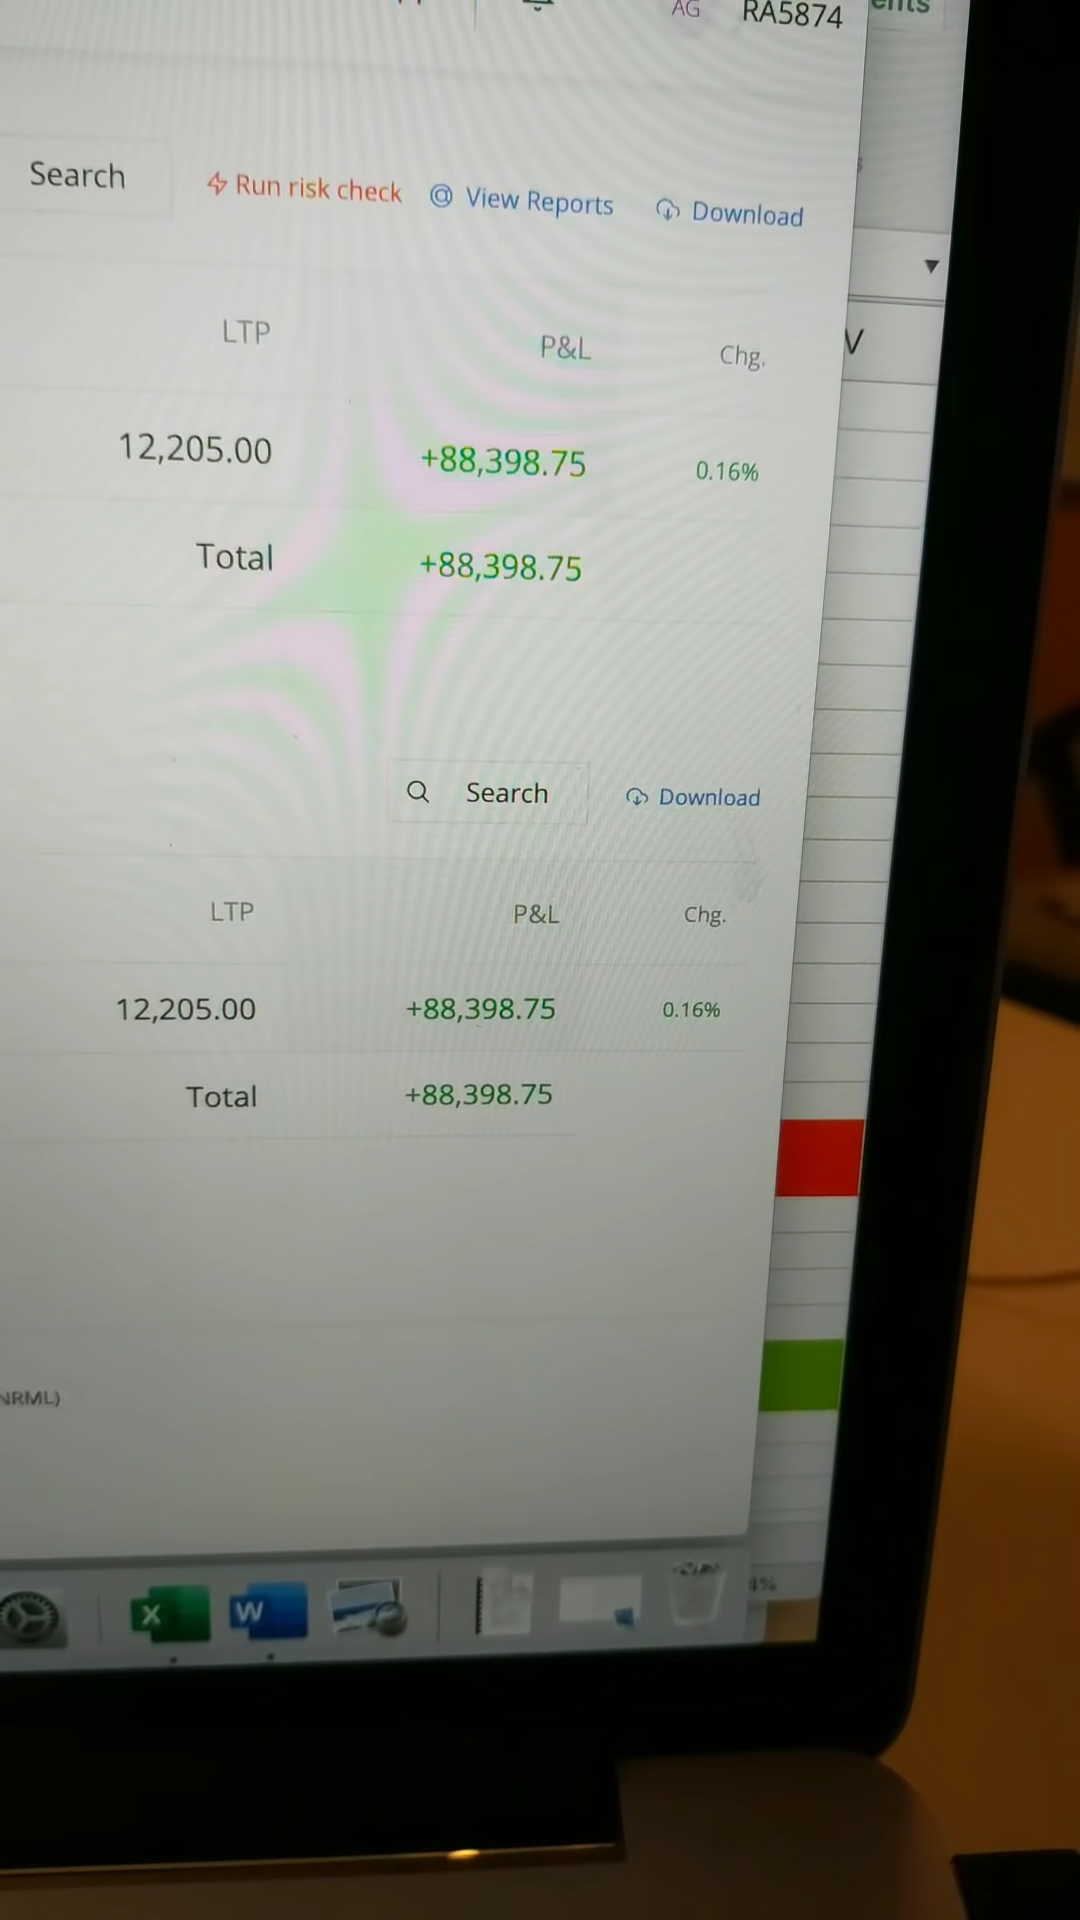 AG RA5874
Search Run risk check View Reports Download
LTP P&L Chg.
V
12,205.00 +88,398.75 0.16%
Total +88,398.75
Search Download
LTP P&L Chg.
12,205.00 +88,398.75 0.16%
Total +88,398.75
NRML)
X W